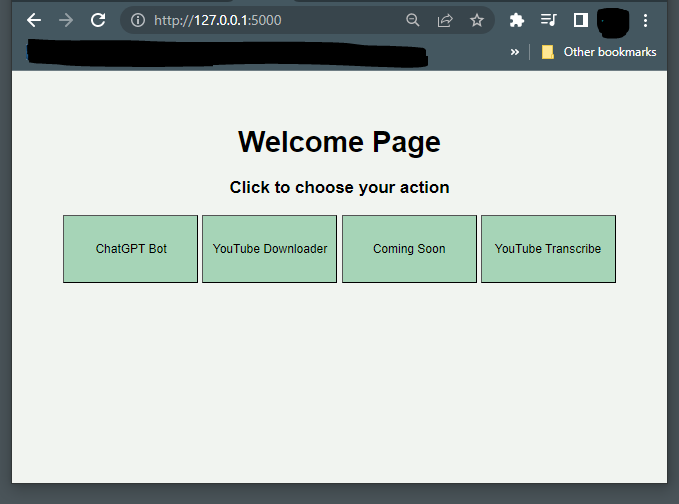 http://127.0.0.1:5000
» Other bookmarks
Welcome Page
Click to choose your action
ChatGPT Bot YouTube Downloader Coming Soon YouTube Transcribe